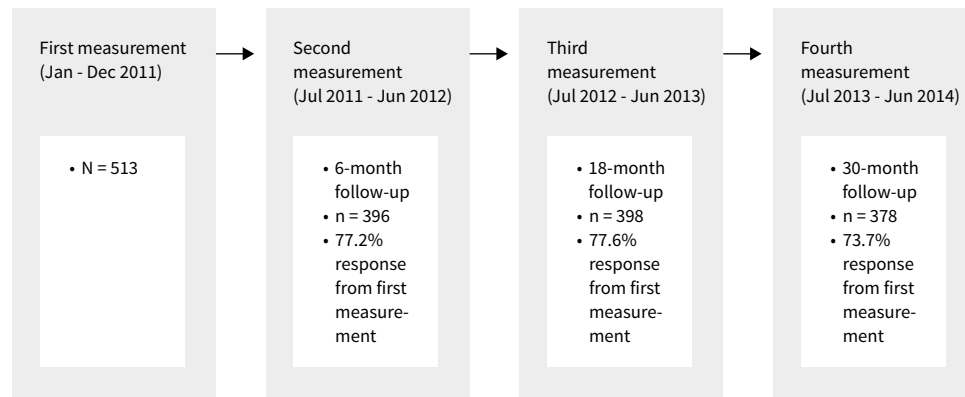 First measurement
(Jan - Dec 2011)
• N = 513
Second
measurement
(Jul 2011 - Jun 2012)
• 6-month
follow-up
• n = 396
• 77.2%
response
from first
measure-
ment
Third
measurement
(Jul 2012 - Jun 2013)
• 18-month
follow-up
• n = 398
• 77.6%
response
from first
measure-
ment
Fourth
measurement
(Jul 2013 - Jun 2014)
• 30-month
follow-up
• n = 378
• 73.7%
response
from first
measure-
ment